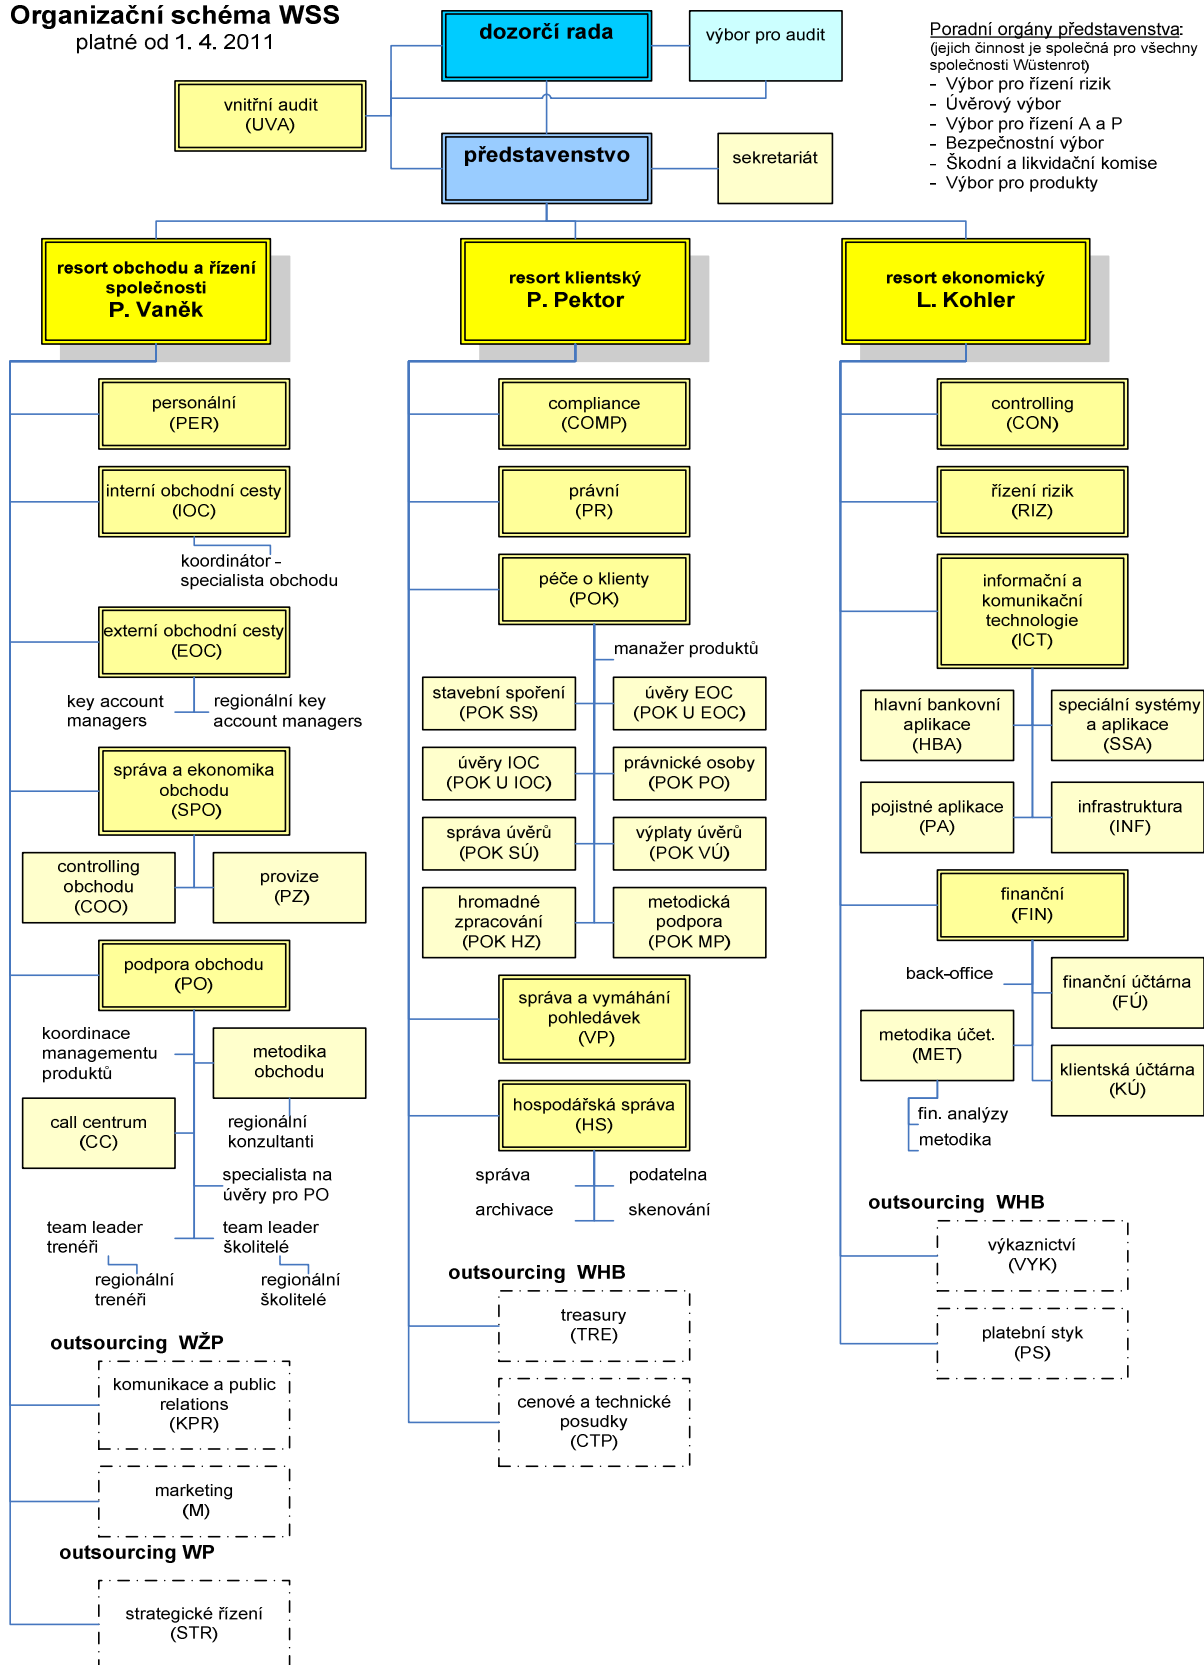 Organizační schéma WSS
platné od 1. 4. 2011
dozorčí rada
výbor pro audit
Poradní orgány představenstva:
(jejich činnost je společná pro všechny
společnosti Wüstenrot)
- Výbor pro řízení rizik
- Úvěrový výbor
- Výbor pro řízení A a P
- Bezpečnostní výbor
- Škodní a likvidační komise
- Výbor pro produkty
vnitřní audit
(UVA)
představenstvo
sekretariát
resort obchodu a řízení
společnosti
P. Vaněk
personální
(PER)
interní obchodní cesty
(IOC)
koordinátor -
specialista obchodu
externí obchodní cesty
(EOC)
key account
managers
regionální key
account managers
správa a ekonomika
obchodu
(SPO)
controlling
obchodu
(COO)
provize
(PZ)
podpora obchodu
(PO)
koordinace
managementu
produktů
metodika
obchodu
call centrum
(CC)
regionální
konzultanti
specialista na
úvěry pro PO
team leader
trenéři
team leader
školitelé
regionální
trenéři
regionální
školitelé
outsourcing WŽP
komunikace a public
relations
(KPR)
marketing
(M)
outsourcing WP
strategické řízení
(STR)
resort klientský
P. Pektor
compliance
(COMP)
právní
(PR)
péče o klienty
(POK)
manažer produktů
stavební spoření
(POK SS)
úvěry EOC
(POK U EOC)
úvěry IOC
(POK U IOC)
právnické osoby
(POK PO)
správa úvěrů
(POK SÚ)
výplaty úvěrů
(POK VÚ)
hromadné
zpracování
(POK HZ)
metodická
podpora
(POK MP)
správa a vymáhání
pohledávek
(VP)
hospodářská správa
(HS)
správa
podatelna
archivace
skenování
outsourcing WHB
treasury
(TRE)
cenové a technické
posudky
(CTP)
resort ekonomický
L. Kohler
controlling
(CON)
řízení rizik
(RIZ)
informační a
komunikační
technologie
(ICT)
hlavní bankovní
aplikace
(HBA)
speciální systémy
a aplikace
(SSA)
pojistné aplikace
(PA)
infrastruktura
(INF)
finanční
(FIN)
back-office
finanční účtárna
(FÚ)
metodika účet.
(MET)
klientská účtárna
(KÚ)
fin. analýzy
metodika
outsourcing WHB
výkaznictví
(VYK)
platební styk
(PS)